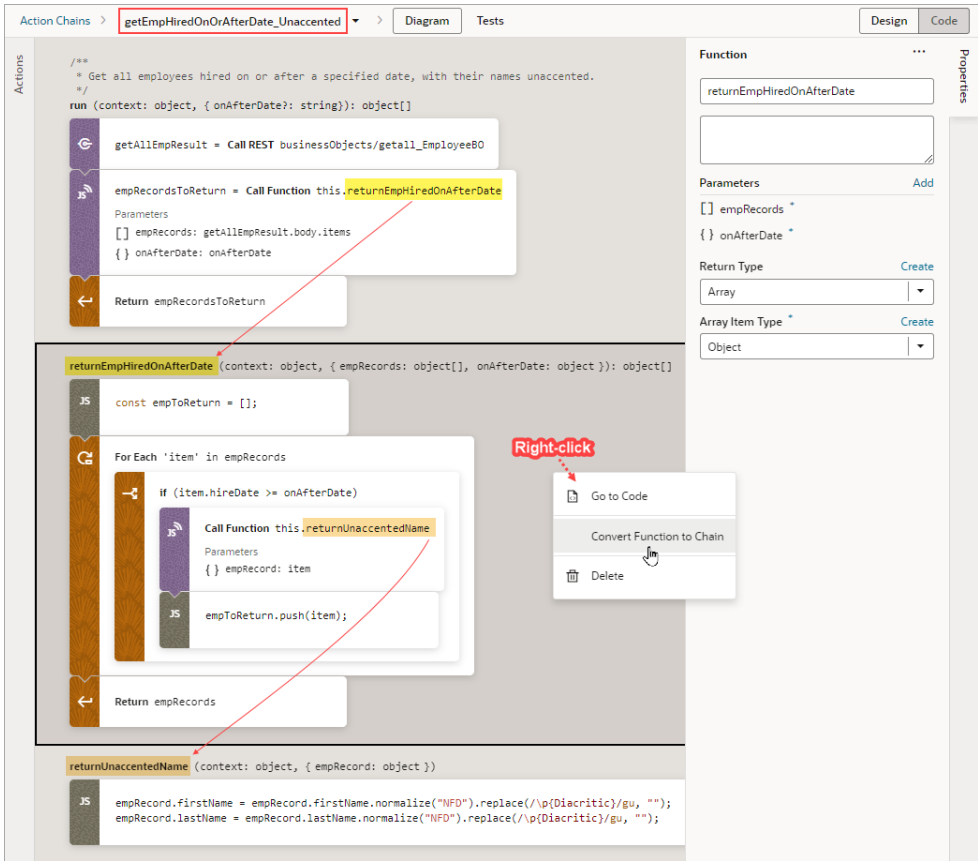 Action Chains
getEmpHiredOnOrAfterDate_Unaccented
Diagram
Tests
Design
Code
Actions
/**
* Get all employees hired on or after a specified date, with their names unaccented.
*/
run (context: object, { onAfterDate?: string}): object[]
getAllEmpResult = Call REST businessObjects/getall_EmployeeBO
JS
empRecordsToReturn = Call Function this.returnEmpHiredOnAfterDate
Parameters
[] empRecords: getAllEmpResult.body.items
{ } onAfterDate: onAfterDate
Return empRecordsToReturn
returnEmpHiredOnAfterDate (context: object, { empRecords: object[], onAfterDate: object }): object[]
JS
const empToReturn = [];
For Each 'item' in empRecords
if (item.hireDate >= onAfterDate)
JS
Call Function this.returnUnaccentedName
Parameters
{ } empRecord: item
JS
empToReturn.push(item);
Return empRecords
returnUnaccentedName (context: object, { empRecord: object })
JS
empRecord.firstName = empRecord.firstName.normalize("NFD").replace(/\p{Diacritic}/gu, "");
empRecord.lastName = empRecord.lastName.normalize("NFD").replace(/\p{Diacritic}/gu, "");
Right-click
Go to Code
Convert Function to Chain
Delete
Function
...
returnEmpHiredOnAfterDate
Parameters
Add
[] empRecords *
{ } onAfterDate *
Return Type
Create
Array
Array Item Type *
Create
Object
Properties